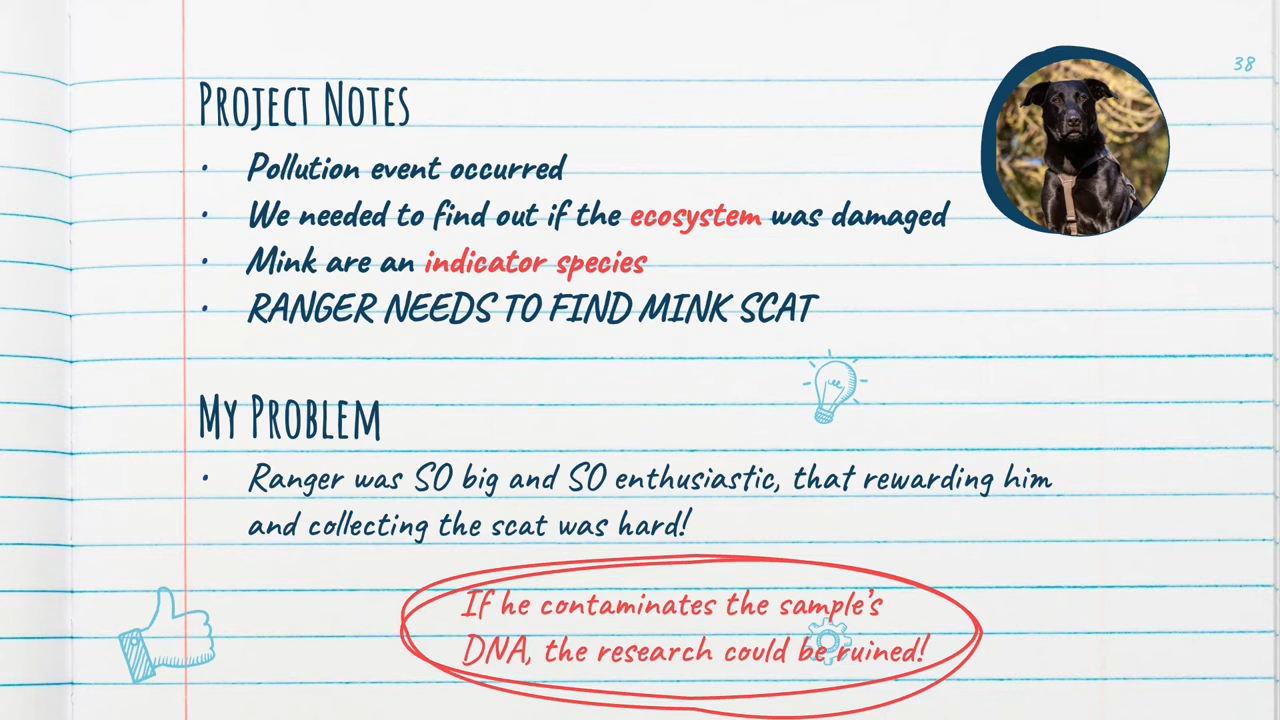 38
Project Notes
• Pollution event occurred
• We needed to find out if the ecosystem was damaged
• Mink are an indicator species
• RANGER NEEDS TO FIND MINK SCAT
My Problem
• Ranger was SO big and SO enthusiastic, that rewarding him
and collecting the scat was hard!
If he contaminates the sample's
DNA, the research could be ruined!